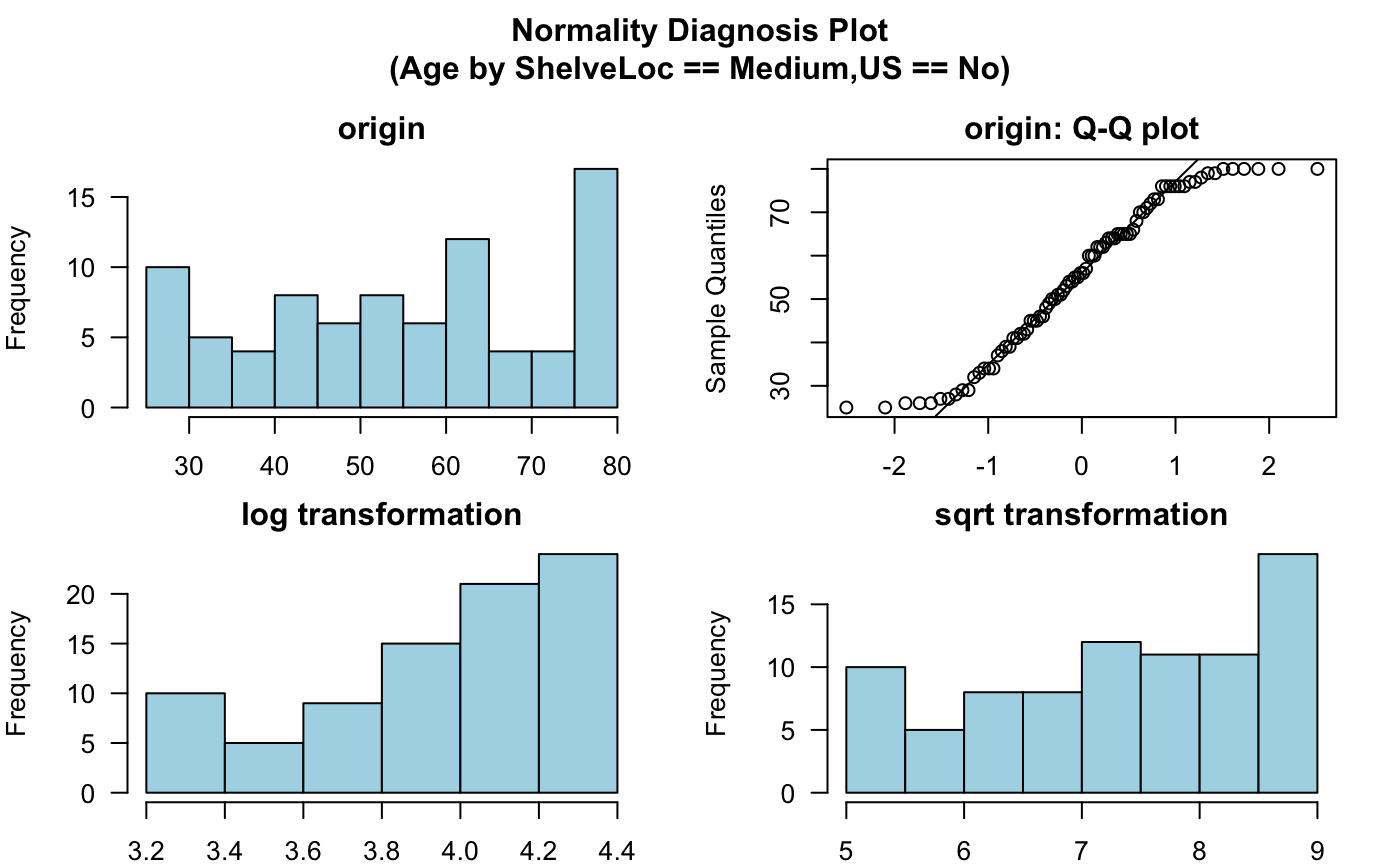 Normality Diagnosis Plot
(Age by ShelveLoc == Medium,US == No)
origin
Frequency
15
10
5
0
30 40 50 60 70 80
origin: Q-Q plot
Sample Quantiles
70
50
30
-2 -1 0 1 2
log transformation
Frequency
20
15
10
5
0
3.2 3.4 3.6 3.8 4.0 4.2 4.4
sqrt transformation
Frequency
15
10
5
0
5 6 7 8 9